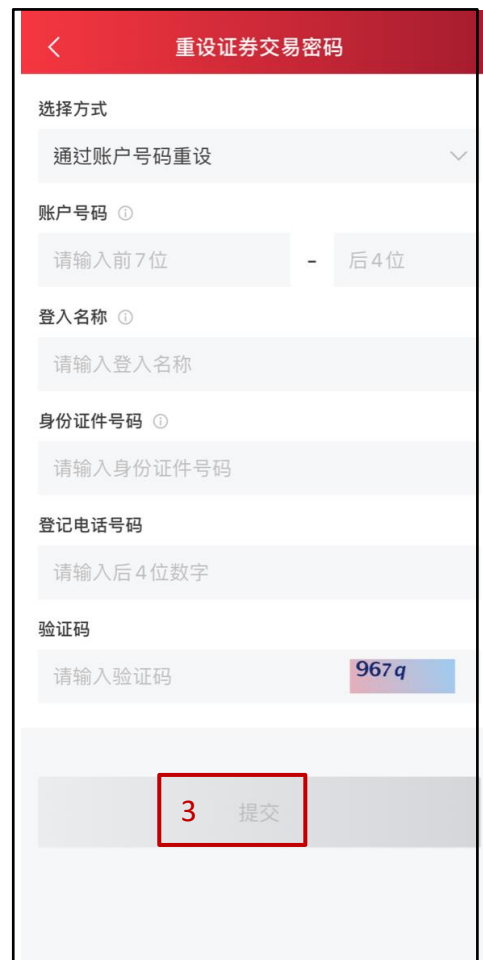 重设证券交易密码
选择方式
通过账户号码重设
账户号码
请输入前7位 - 后4位
登入名称
请输入登入名称
身份证件号码
请输入身份证件号码
登记电话号码
请输入后4位数字
验证码
请输入验证码 967q
3 提交